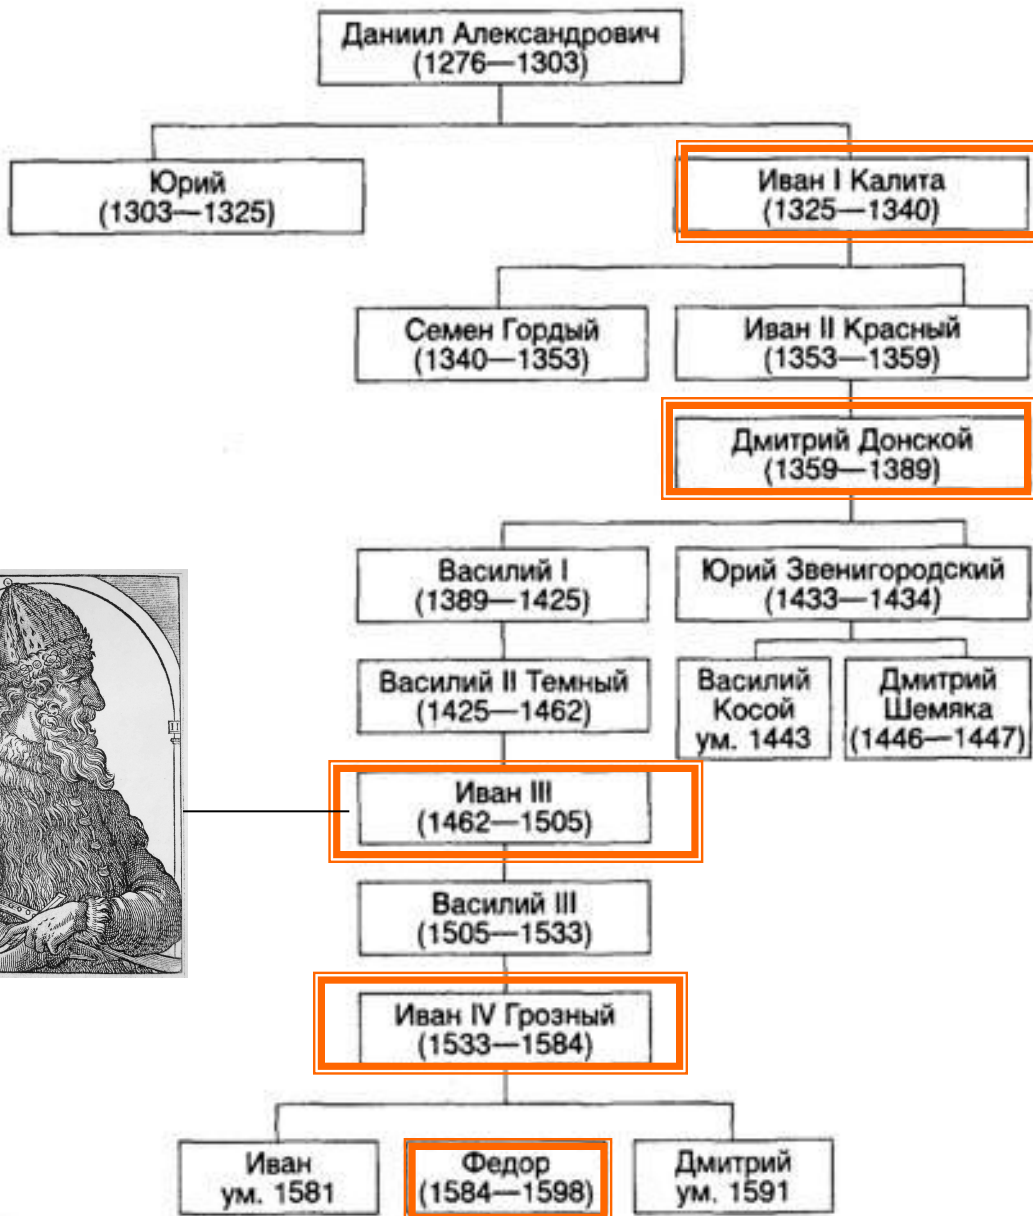 Даниил Александрович
(1276—1303)
Юрий
(1303—1325)
Иван I Калита
(1325—1340)
Семен Гордый
(1340—1353)
Иван II Красный
(1353—1359)
Дмитрий Донской
(1359—1389)
Василий I
(1389—1425)
Юрий Звенигородский
(1433—1434)
Василий II Темный
(1425—1462)
Василий
Косой
ум. 1443
Дмитрий
Шемяка
(1446—1447)
Иван III
(1462—1505)
Василий III
(1505—1533)
Иван IV Грозный
(1533—1584)
Иван
ум. 1581
Федор
(1584—1598)
Дмитрий
ум. 1591